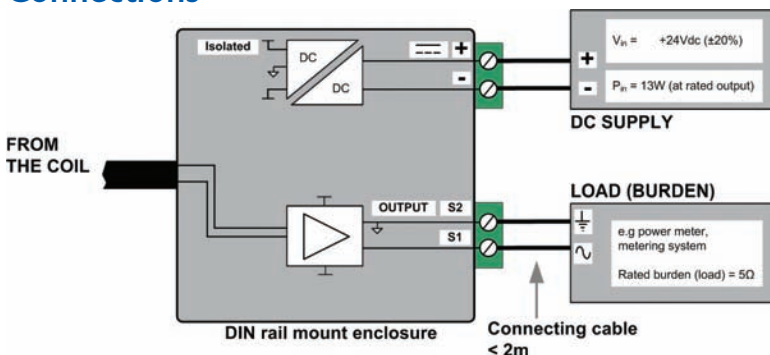 Connections
Isolated
DC
DC
+
-
+
-
Vin = +24Vdc (±20%)
Pin = 13W (at rated output)
DC SUPPLY
FROM
THE COIL
OUTPUT
S2
S1
LOAD (BURDEN)
e.g power meter,
metering system
Rated burden (load) = 5Ω
DIN rail mount enclosure
Connecting cable
< 2m